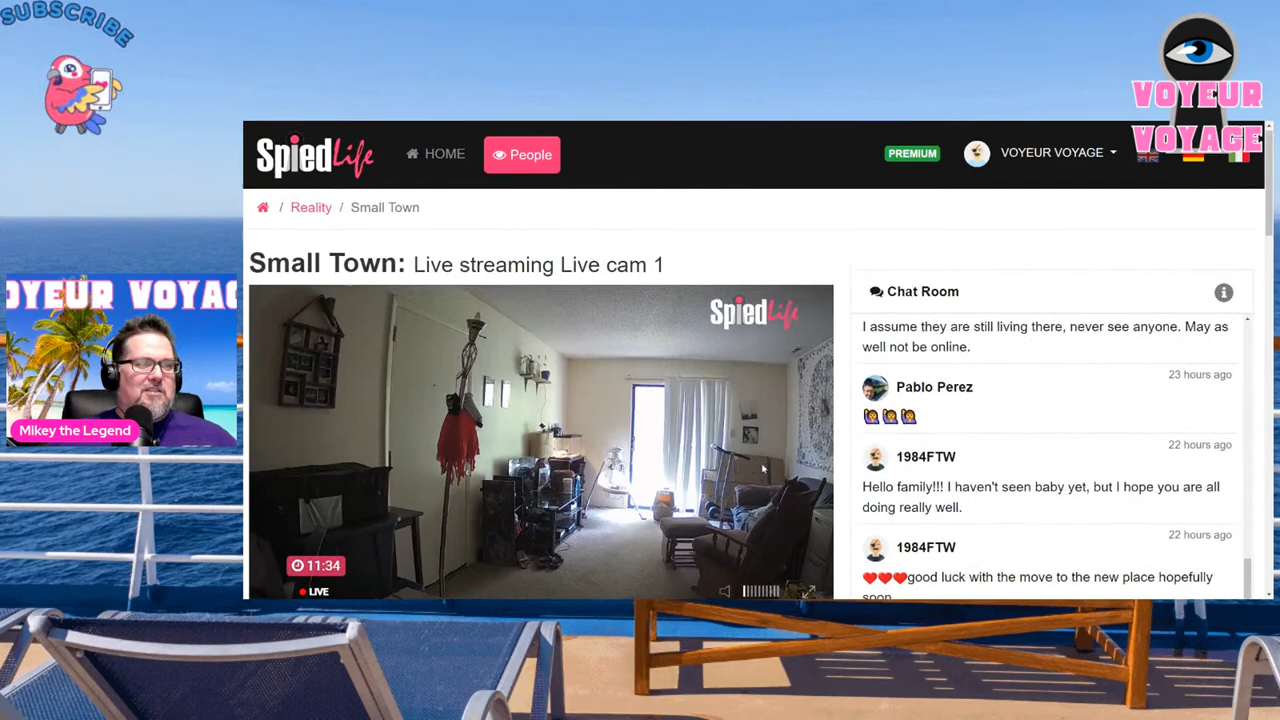 SUBSCRIBE
VOYEUR
VOYAGE
SpiedLife
HOME
People
PREMIUM
VOYEUR VOYAGE
/ Reality / Small Town
Small Town: Live streaming Live cam 1
SpiedLife
11:34
LIVE
Chat Room
I assume they are still living there, never see anyone. May as
well not be online.
23 hours ago
Pablo Perez
22 hours ago
1984FTW
Hello family!!! I haven't seen baby yet, but I hope you are all
doing really well.
22 hours ago
1984FTW
good luck with the move to the new place hopefully
soon
OYEUR VOYAG
Mikey the Legend